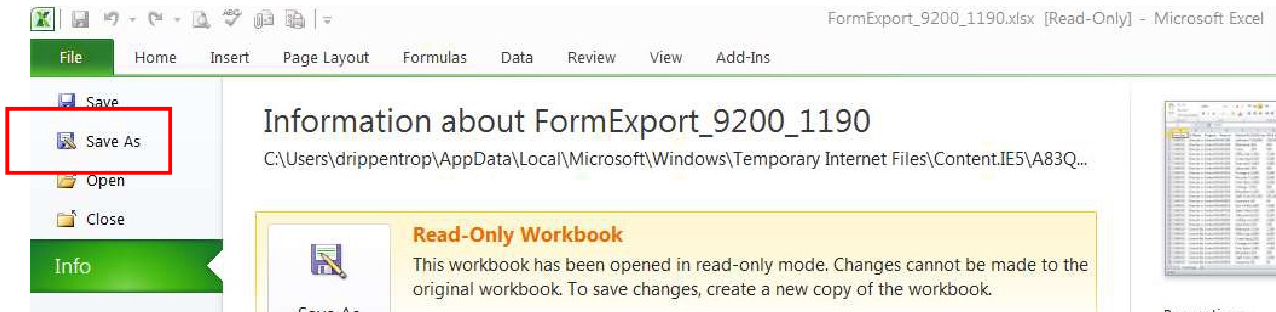 FormExport_9200_1190.xlsx [Read-Only] - Microsoft Excel
File Home Insert Page Layout Formulas Data Review View Add-Ins
Save
Save As
Open
Close
Info
Information about FormExport_9200_1190
C:\Users\drippentrop\AppData\Local\Microsoft\Windows\Temporary Internet Files\Content.IE5\A83Q...
Read-Only Workbook
This workbook has been opened in read-only mode. Changes cannot be made to the
original workbook. To save changes, create a new copy of the workbook.
Save As